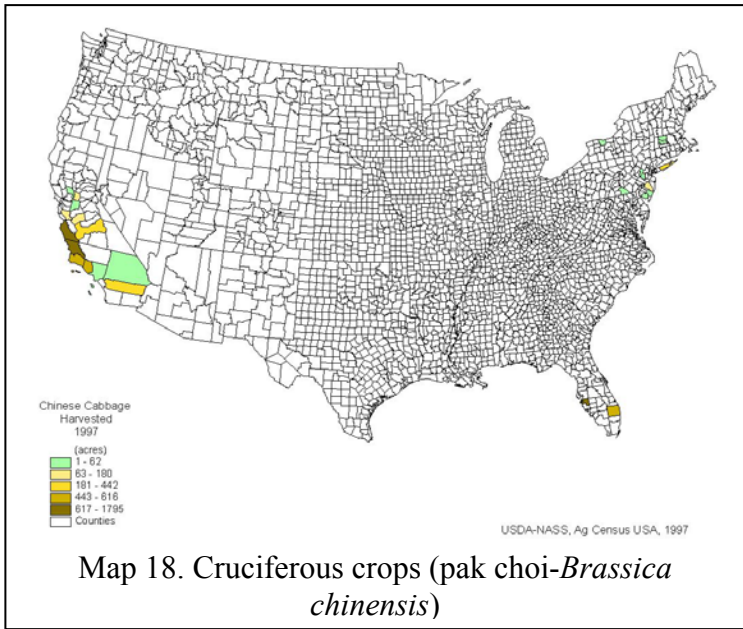 Chinese Cabbage
Harvested
1997
(acres)
1 - 62
63 - 180
181 - 442
443 - 616
617 - 1795
Counties
USDA-NASS, Ag Census USA, 1997
Map 18. Cruciferous crops (pak choi-Brassica
chinensis)